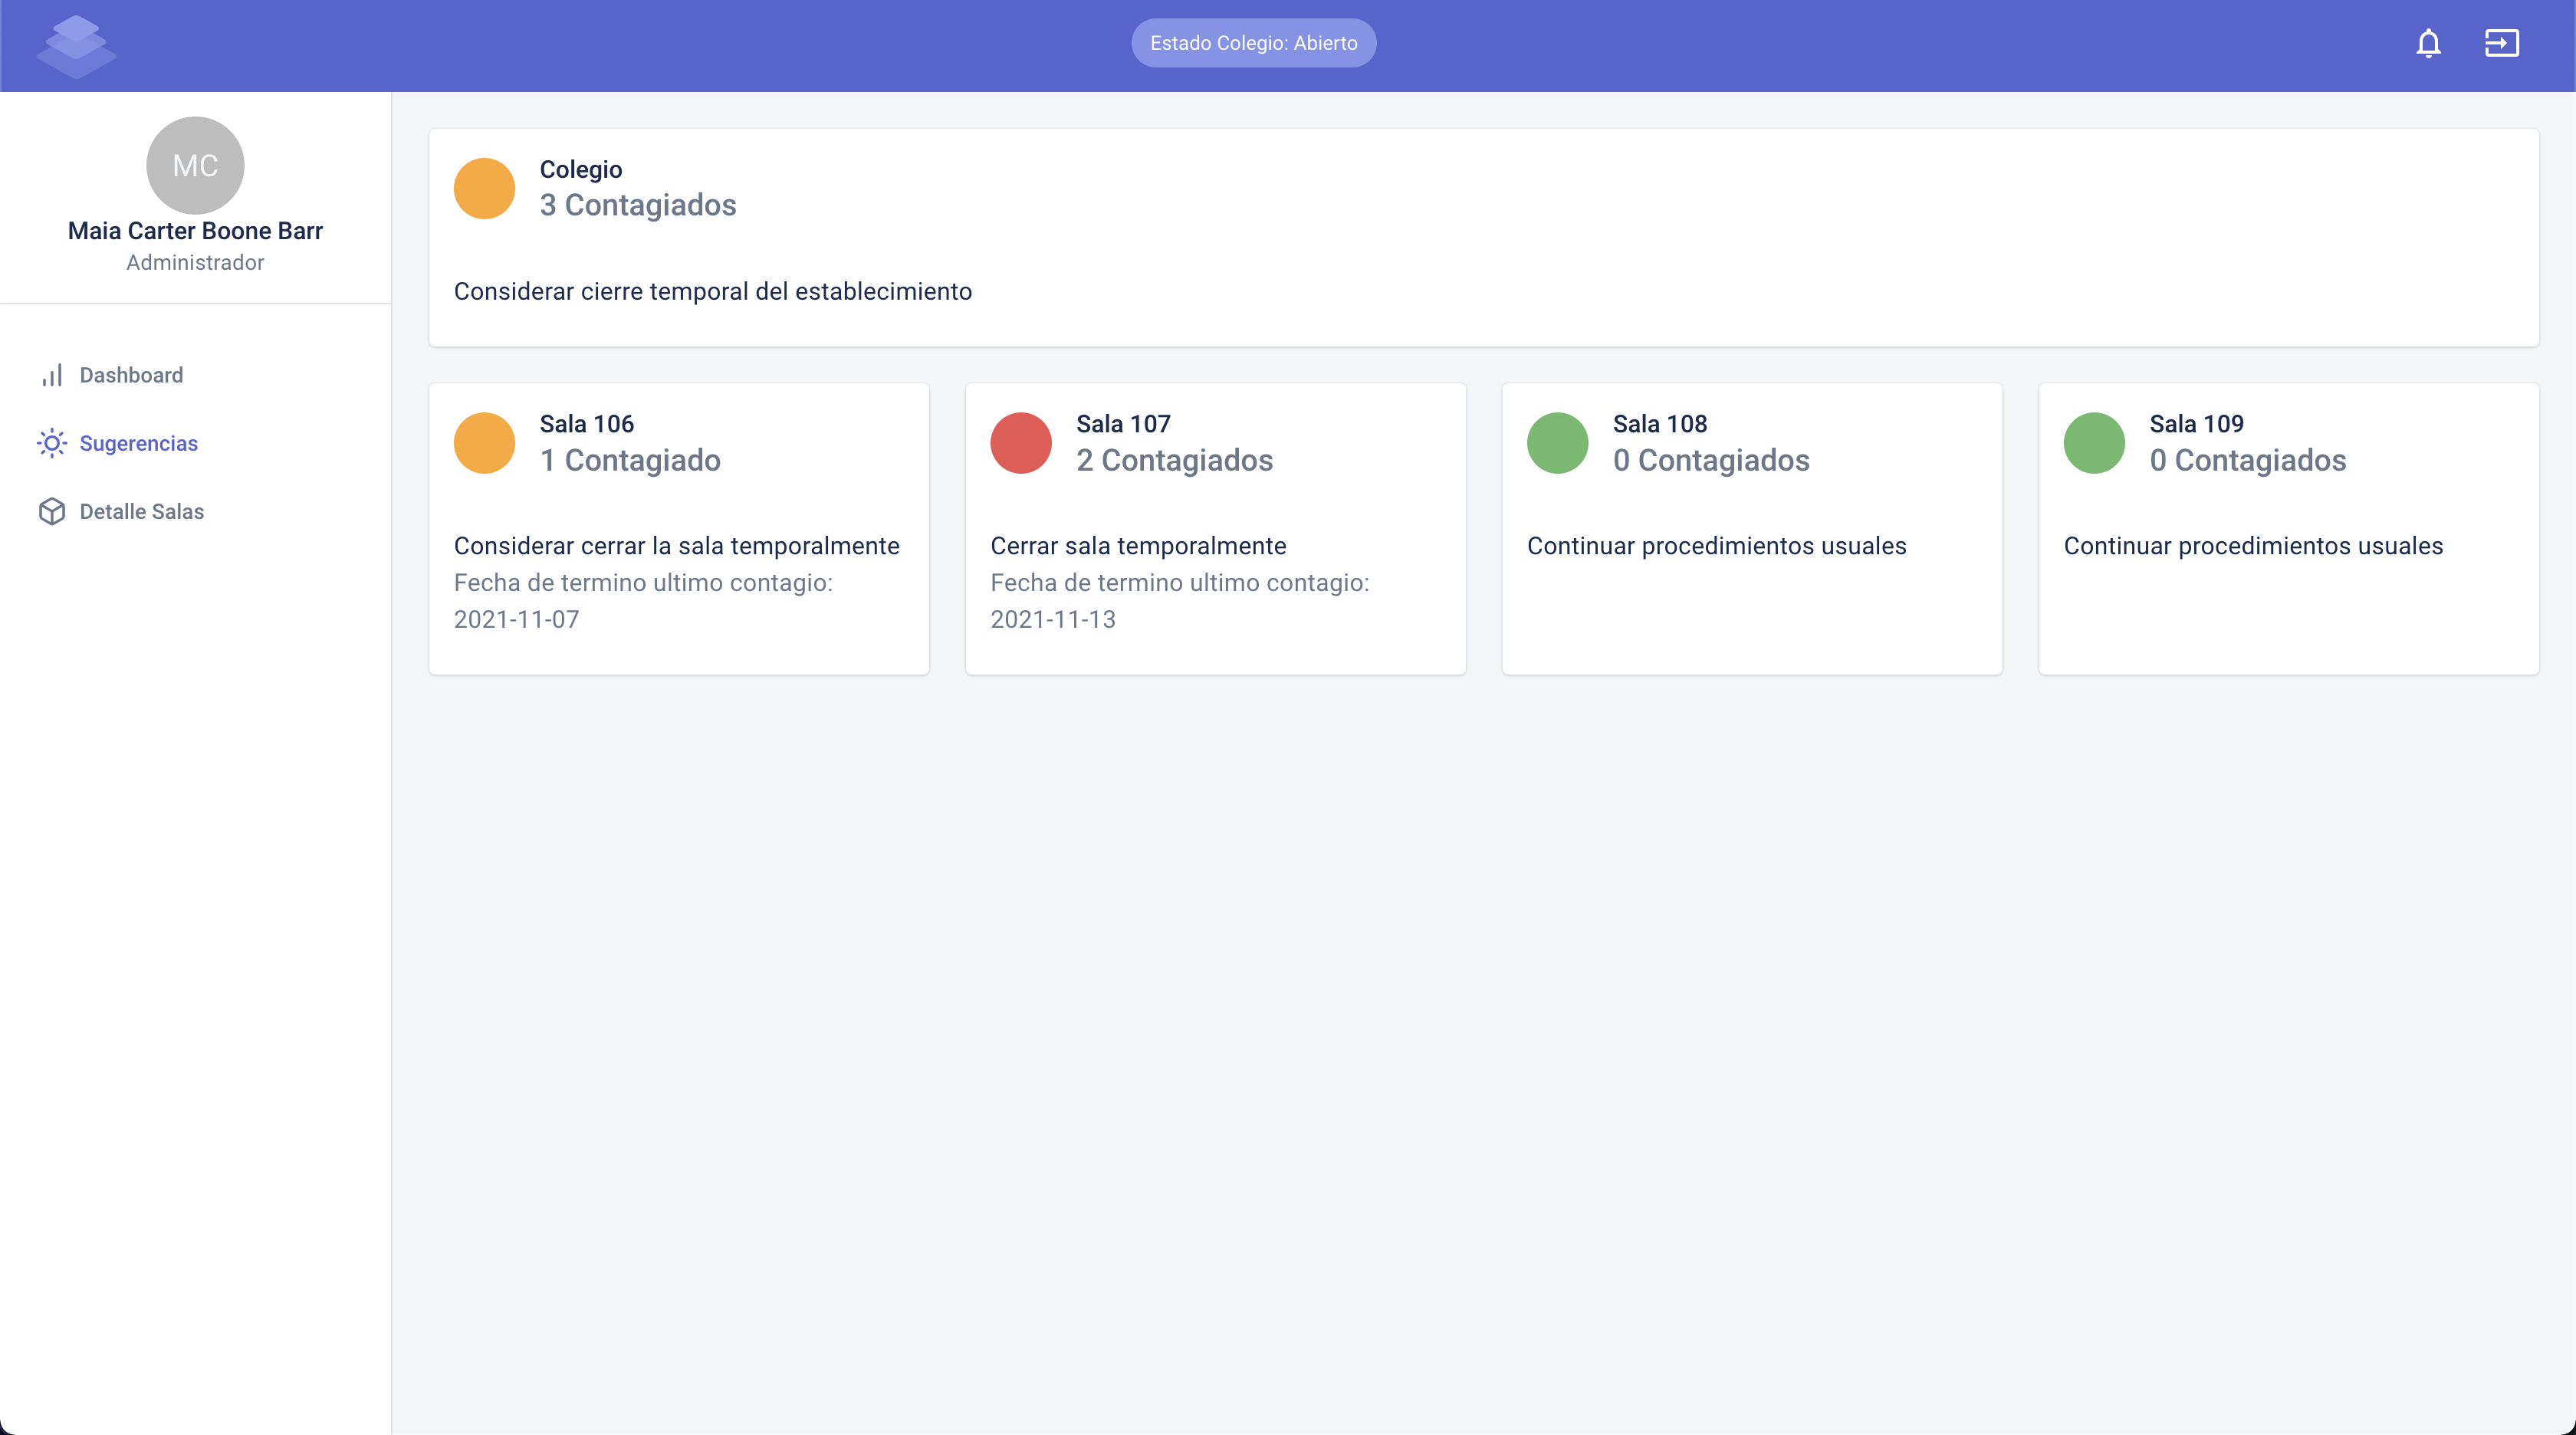 Estado Colegio: Abierto
MC
Maia Carter Boone Barr
Administrador
Dashboard
Sugerencias
Detalle Salas
Colegio
3 Contagiados
Considerar cierre temporal del establecimiento
Sala 106
1 Contagiado
Considerar cerrar la sala temporalmente
Fecha de termino ultimo contagio:
2021-11-07
Sala 107
2 Contagiados
Cerrar sala temporalmente
Fecha de termino ultimo contagio:
2021-11-13
Sala 108
0 Contagiados
Continuar procedimientos usuales
Sala 109
0 Contagiados
Continuar procedimientos usuales